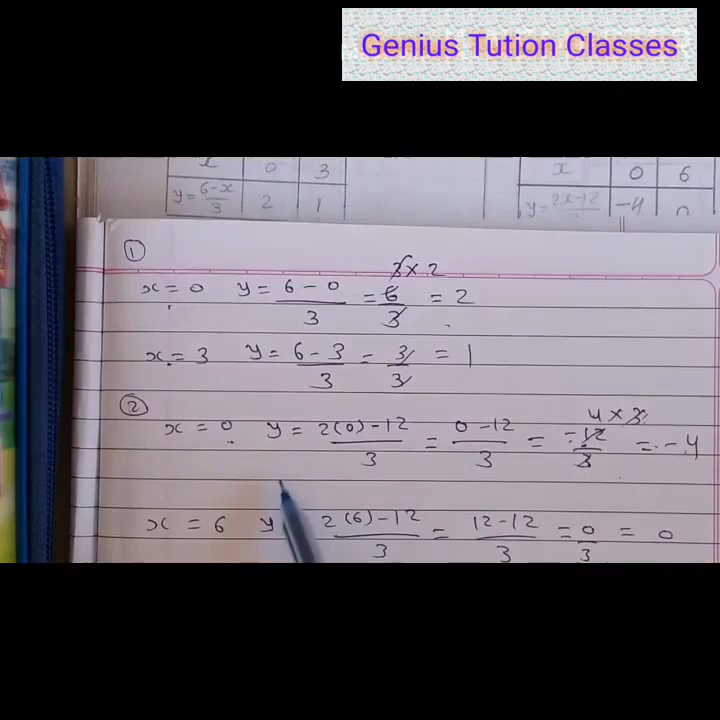 Genius Tution Classes
x 0 3
y = 6-x/3 2 1
x 0 6
y = 2x-12/3 -4 0
①
3 × 2
x = 0 y = 6 - 0/3 = 6/3 = 2
x = 3 y = 6 - 3/3 = 3/3 = 1
②
4 × 3
x = 0 y = 2(0) - 12/3 = 0 - 12/3 = -12/3 = -4
x = 6 y 2(6) - 12/3 = 12 - 12/3 = 0/3 = 0